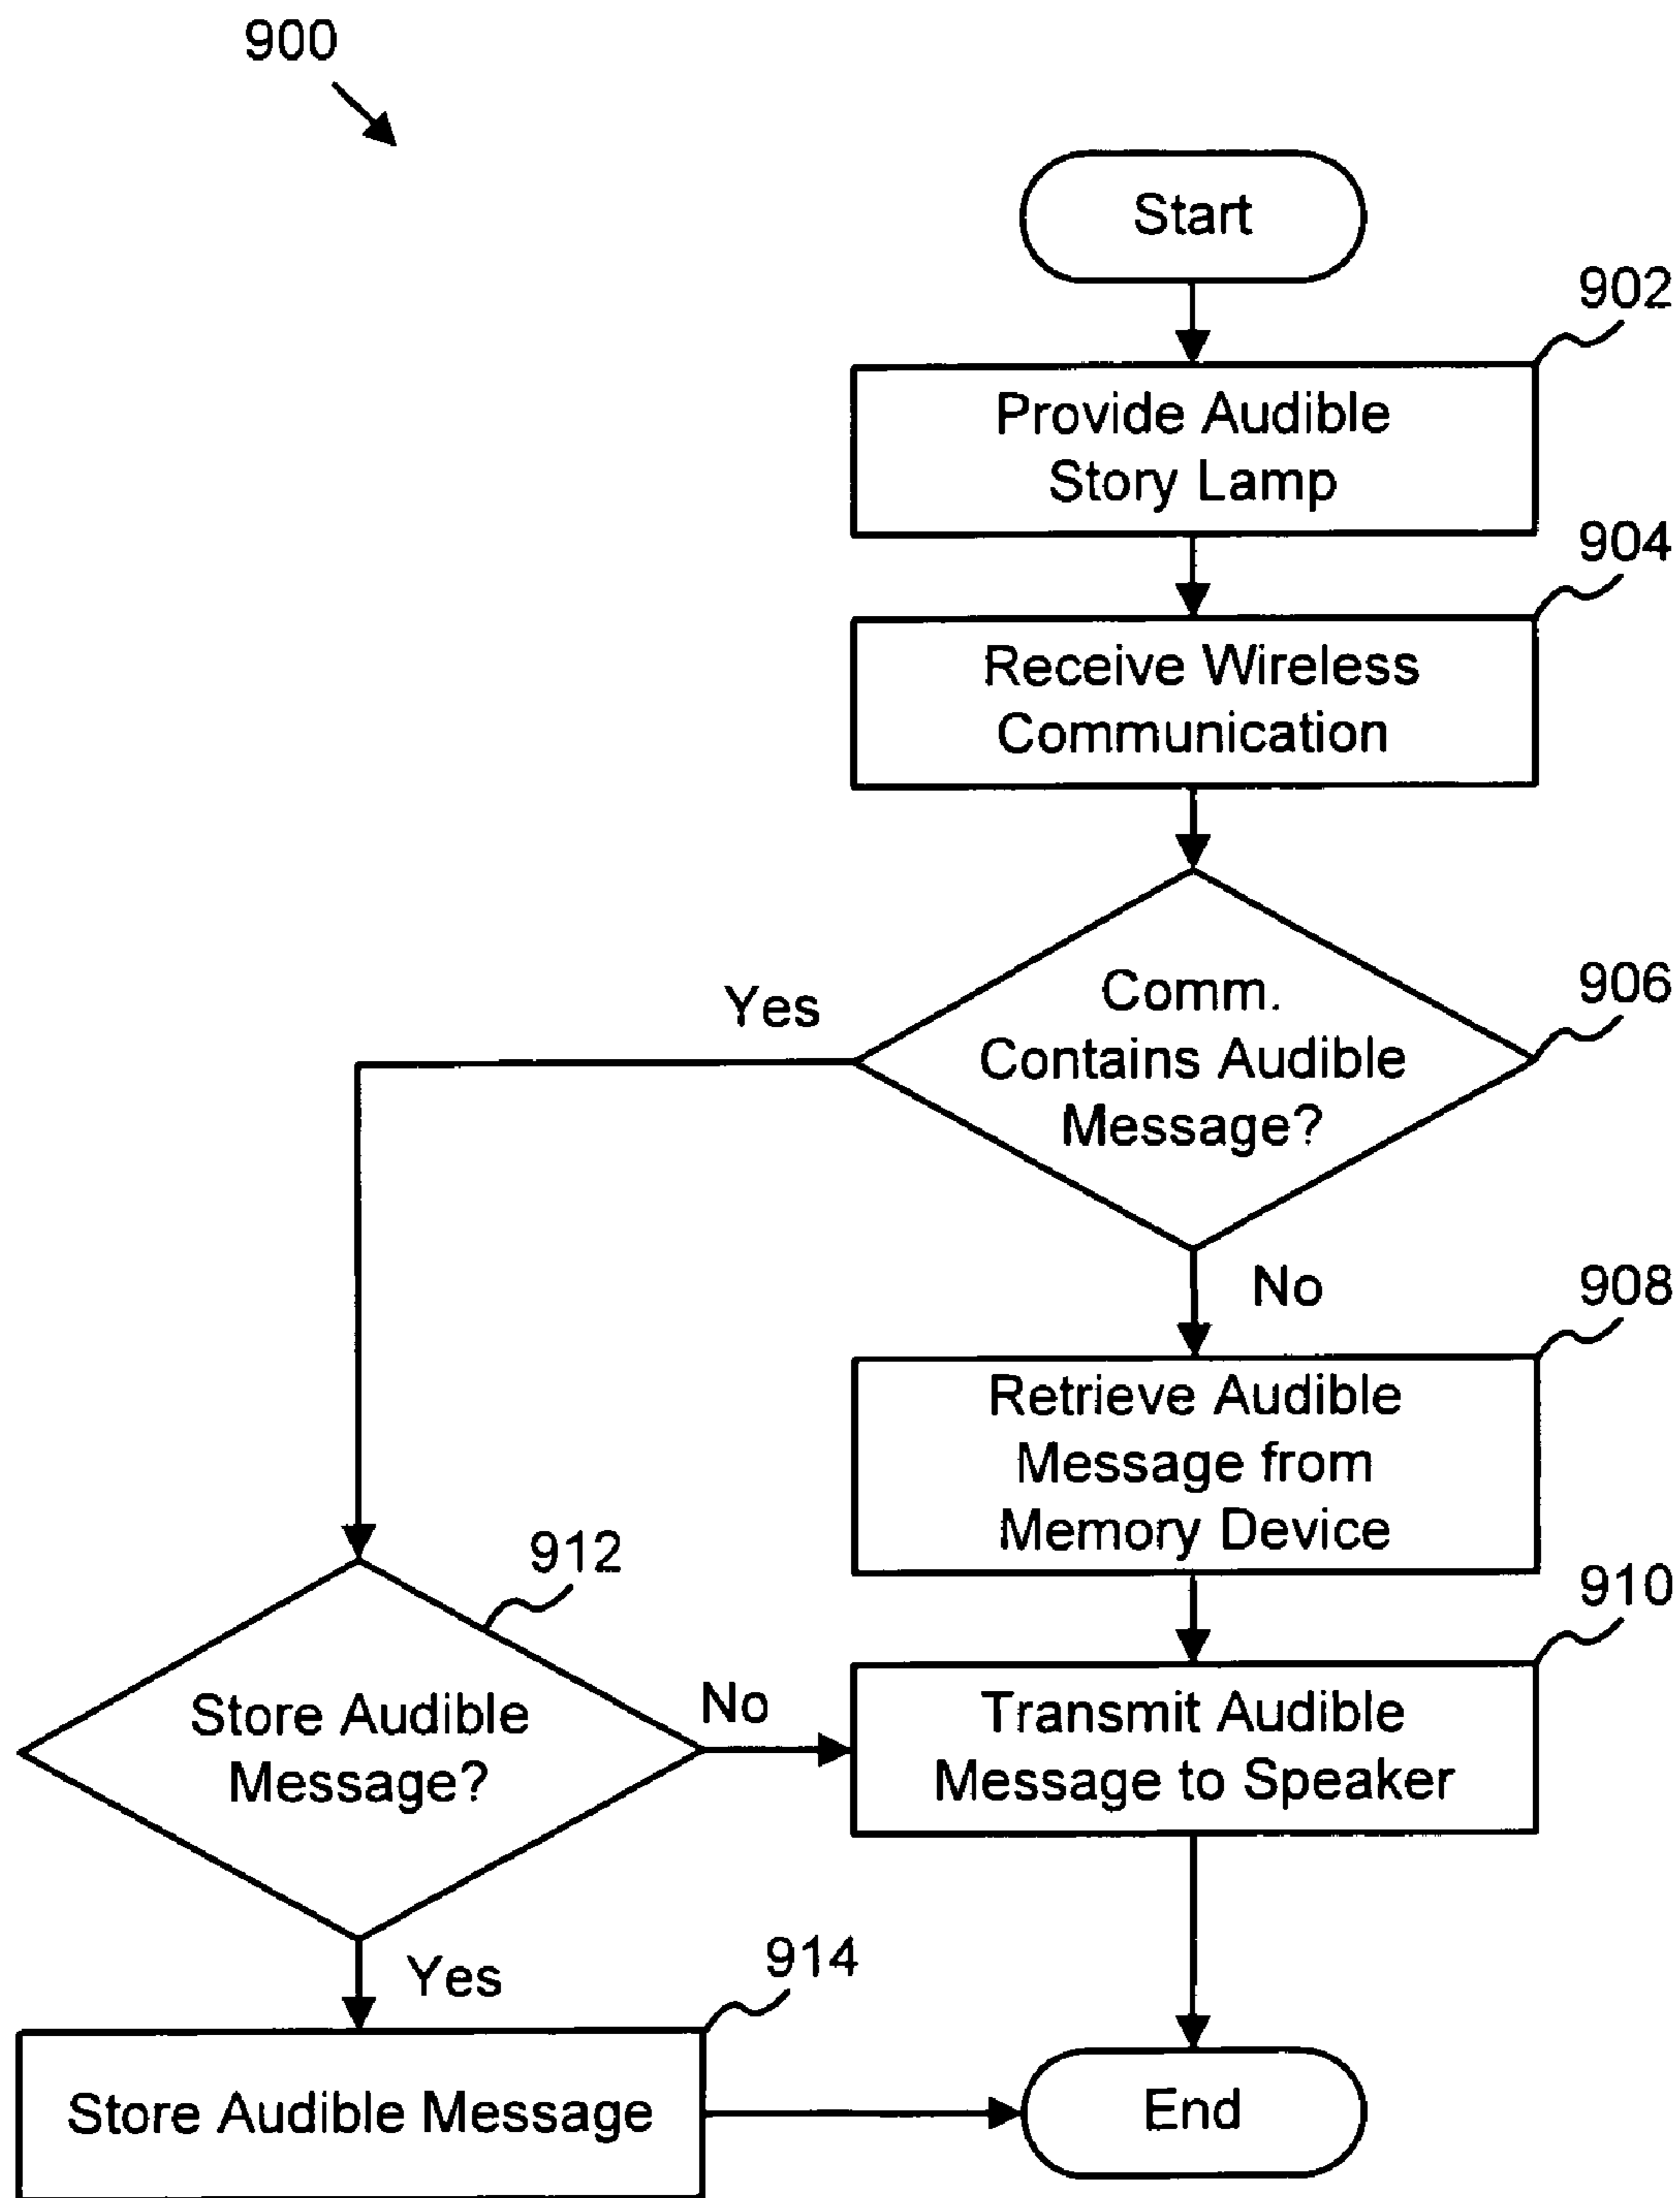 900
Start
902
Provide Audible
Story Lamp
904
Receive Wireless
Communication
906
Comm.
Contains Audible
Message?
Yes
No
908
Retrieve Audible
Message from
Memory Device
910
Transmit Audible
Message to Speaker
912
Store Audible
Message?
No
Yes
914
Store Audible Message
End